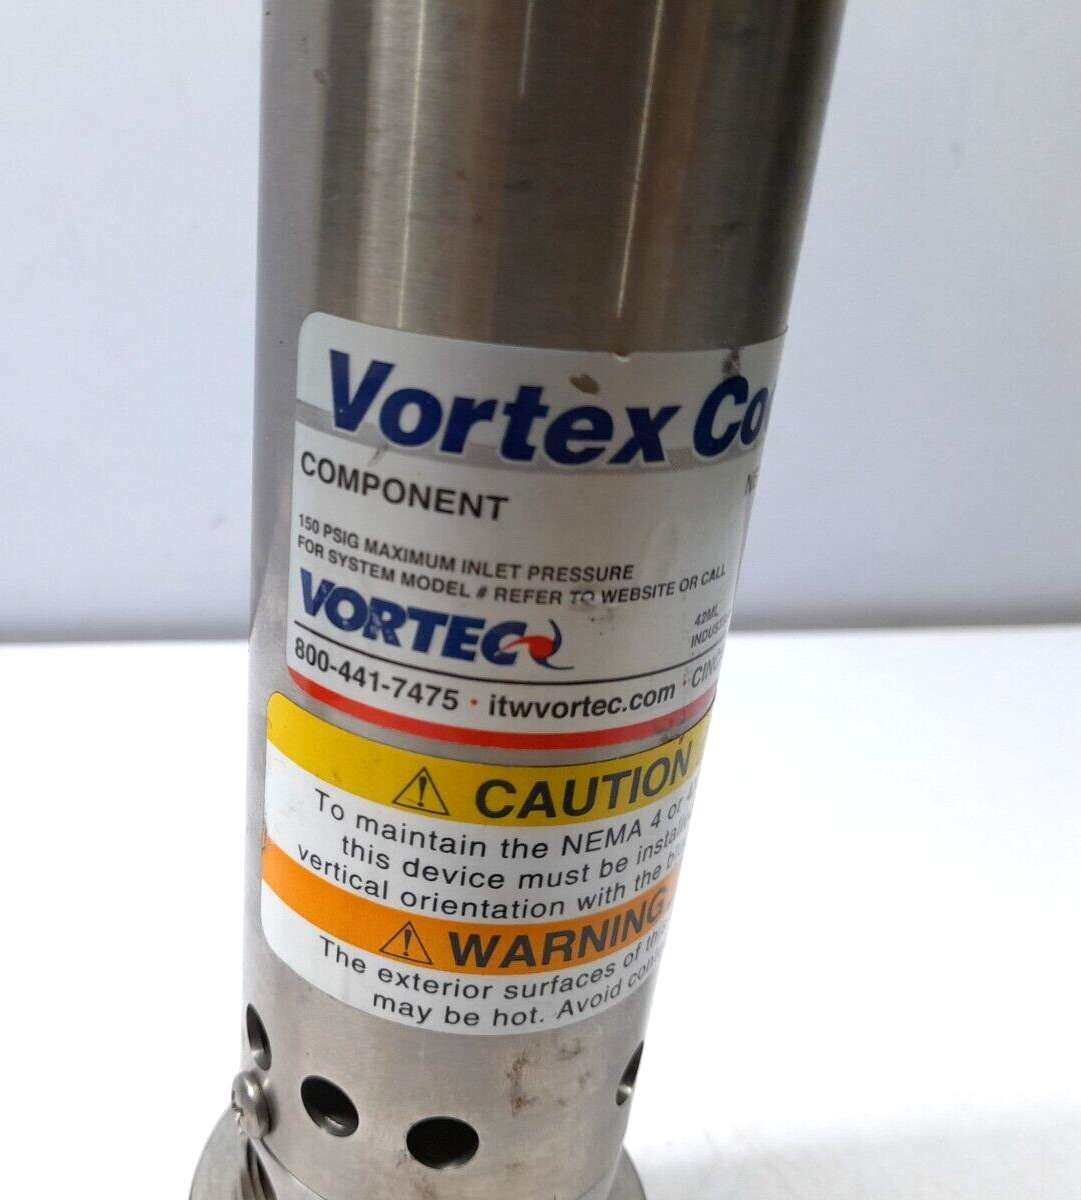 Vortex
COMPONENT
150 PSIG MAXIMUM INLET PRESSURE
FOR SYSTEM MODEL # REFER TO WEBSITE OR CALL
VORTEC
800-441-7475 • itwvortec.com •
CAUTION
To maintain the NEMA 4 or
this device must be
vertical orientation with the
WARNING
The exterior surfaces of
may be hot. Avoid